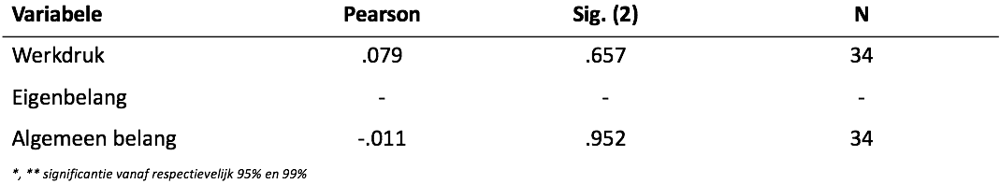 Variabele Pearson Sig. (2) N
Werkdruk .079 .657 34
Eigenbelang - - -
Algemeen belang -.011 .952 34
*, ** significantie vanaf respectievelijk 95% en 99%